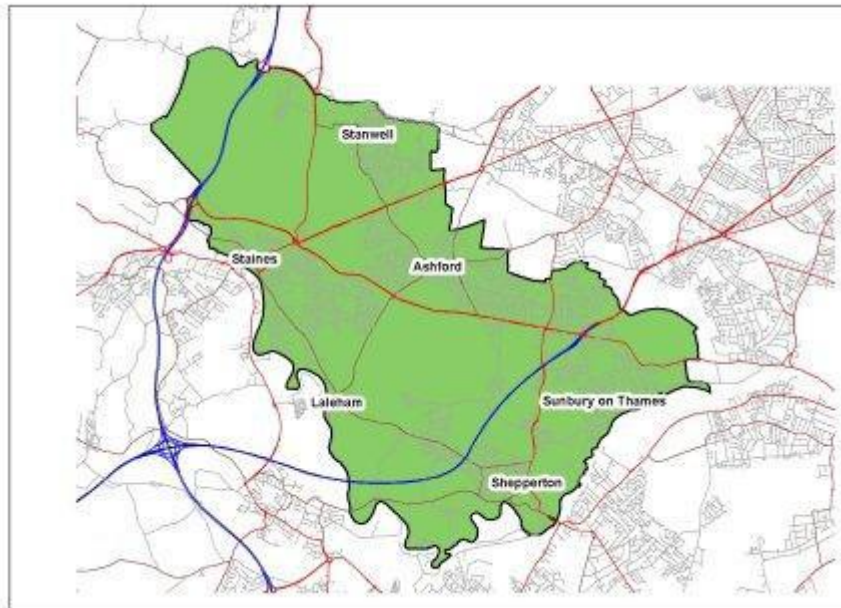 Stanwell
Staines
Ashford
Laleham
Sunbury on Thames
Shepperton